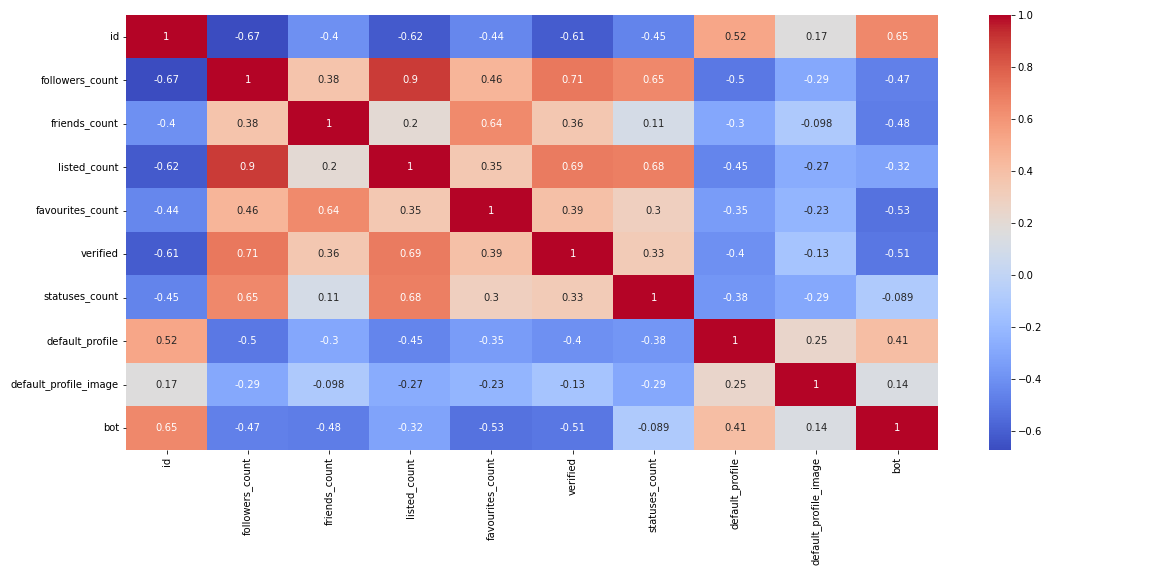 id 1 -0.67 -0.4 -0.62 -0.44 -0.61 -0.45 0.52 0.17 0.65
followers_count -0.67 1 0.38 0.9 0.46 0.71 0.65 -0.5 -0.29 -0.47
friends_count -0.4 0.38 1 0.2 0.64 0.36 0.11 -0.3 -0.098 -0.48
listed_count -0.62 0.9 0.2 1 0.35 0.69 0.68 -0.45 -0.27 -0.32
favourites_count -0.44 0.46 0.64 0.35 1 0.39 0.3 -0.35 -0.23 -0.53
verified -0.61 0.71 0.36 0.69 0.39 1 0.33 -0.4 -0.13 -0.51
statuses_count -0.45 0.65 0.11 0.68 0.3 0.33 1 -0.38 -0.29 -0.089
default_profile 0.52 -0.5 -0.3 -0.45 -0.35 -0.4 -0.38 1 0.25 0.41
default_profile_image 0.17 -0.29 -0.098 -0.27 -0.23 -0.13 -0.29 0.25 1 0.14
bot 0.65 -0.47 -0.48 -0.32 -0.53 -0.51 -0.089 0.41 0.14 1
id
followers_count
friends_count
listed_count
favourites_count
verified
statuses_count
default_profile
default_profile_image
bot
1.0
0.8
0.6
0.4
0.2
0.0
−0.2
−0.4
−0.6